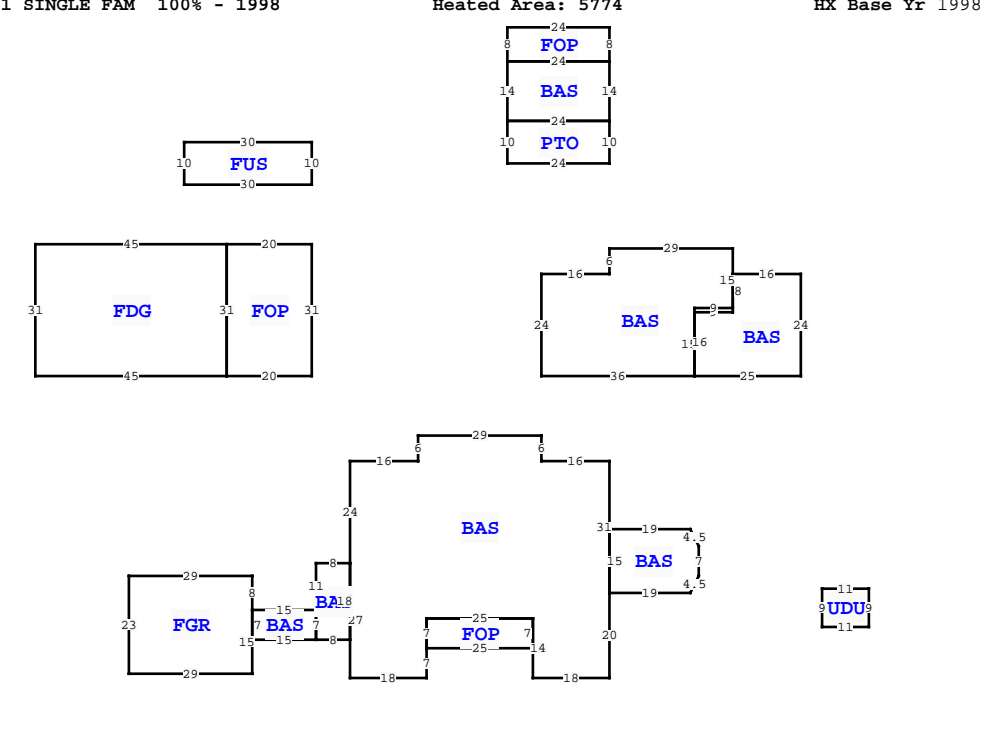 1 SINGLE FAM 100% - 1998 Heated Area: 5774 HX Base Yr 1998
24
8 FOP 8
24
14 BAS 14
24
10 PTO 10
24
30
10 FUS 10
30
45 20
31 FDG 31 FOP 31
45 20
29
6
16 15 16
8
9
9
24 BAS BAS 24
16
36 25
29
6 6
16 16
24 BAS
31 19 4.5
15 BAS 7
19 4.5
8
11 BA 18
27
29
8
15
23 FGR 7 BAS 7
15 15 8
25
7 FOP 7
25 14
7
20
18 18
11
9 UDU 9
11